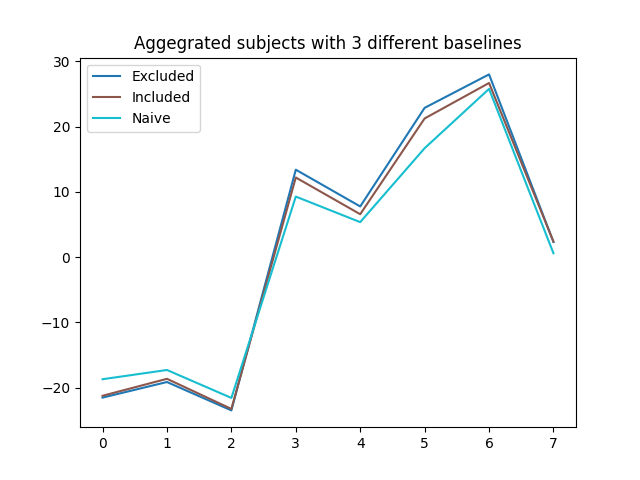 Aggegrated subjects with 3 different baselines
Excluded
Included
Naive
30
20
10
0
−10
−20
0 1 2 3 4 5 6 7